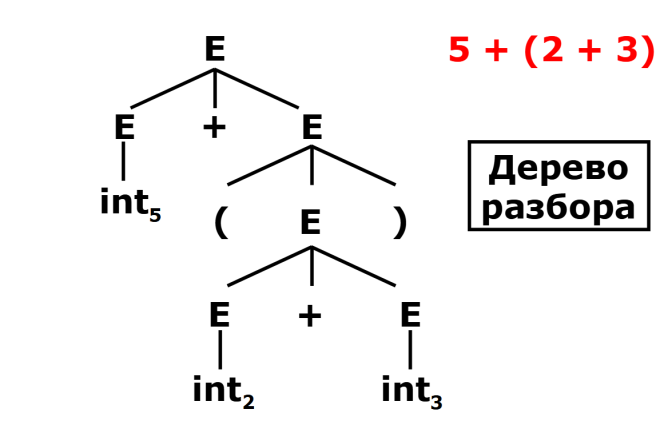 E
5 + (2 + 3)
E + E
Дерево
разбора
int5
( E )
E + E
int2 int3